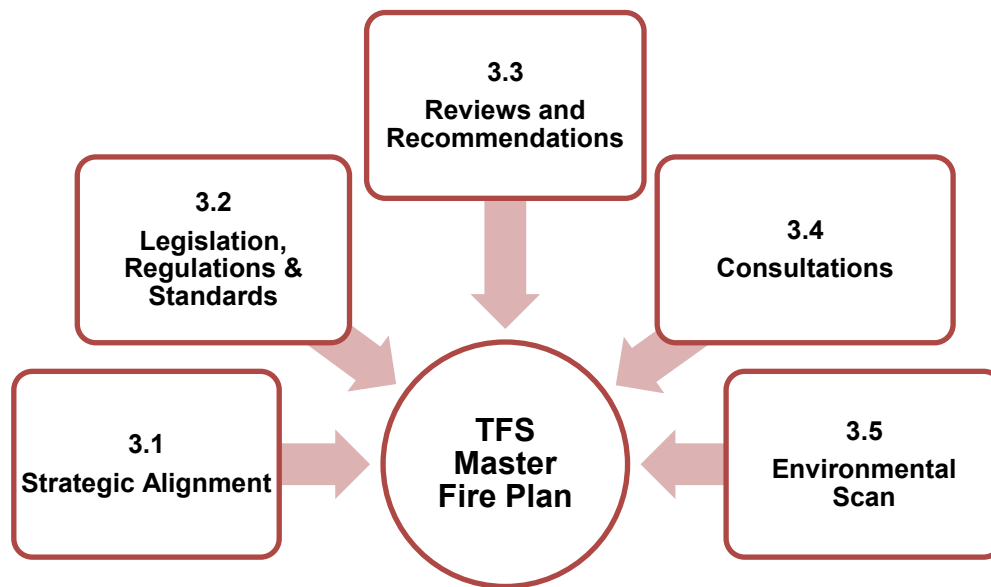 3.3
Reviews and
Recommendations
3.2
Legislation,
Regulations &
Standards
3.4
Consultations
3.1
Strategic Alignment
TFS
Master
Fire Plan
3.5
Environmental
Scan